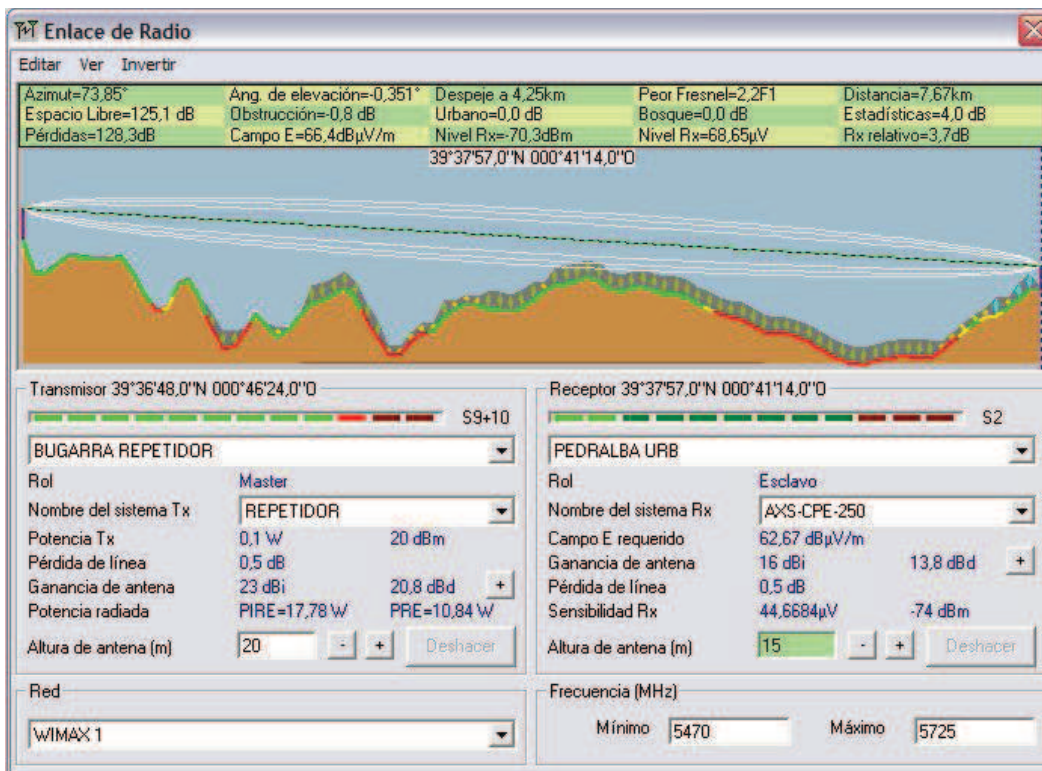 Enlace de Radio
Editar Ver Invertir
Azimut=73,85° Ang. de elevación=-0,351° Despeje a 4,25km Peor Fresnel=2,2F1 Distancia=7,67km
Espacio Libre=125,1 dB Obstrucción=-0,8 dB Urbano=0,0 dB Bosque=0,0 dB Estadísticas=4,0 dB
Pérdidas=128,3dB Campo E=66,4dBµV/m Nivel Rx=-70,3dBm Nivel Rx=68,65µV Rx relativo=3,7dB
39°37'57,0''N 000°41'14,0''O
Transmisor 39°36'48,0''N 000°46'24,0''O
S9+10
BUGARRA REPETIDOR
Rol Master
Nombre del sistema Tx REPETIDOR
Potencia Tx 0,1 W 20 dBm
Pérdida de línea 0,5 dB
Ganancia de antena 23 dBi 20,8 dBd +
Potencia radiada PIRE=17,78 W PRE=10,84 W
Altura de antena (m) 20 - + Deshacer
Red
WIMAX 1
Receptor 39°37'57,0''N 000°41'14,0''O
S2
PEDRALBA URB
Rol Esclavo
Nombre del sistema Rx AXS-CPE-250
Campo E requerido 62,67 dBµV/m
Ganancia de antena 16 dBi 13,8 dBd +
Pérdida de línea 0,5 dB
Sensibilidad Rx 44,6684µV -74 dBm
Altura de antena (m) 15 - + Deshacer
Frecuencia (MHz)
Mínimo 5470 Máximo 5725